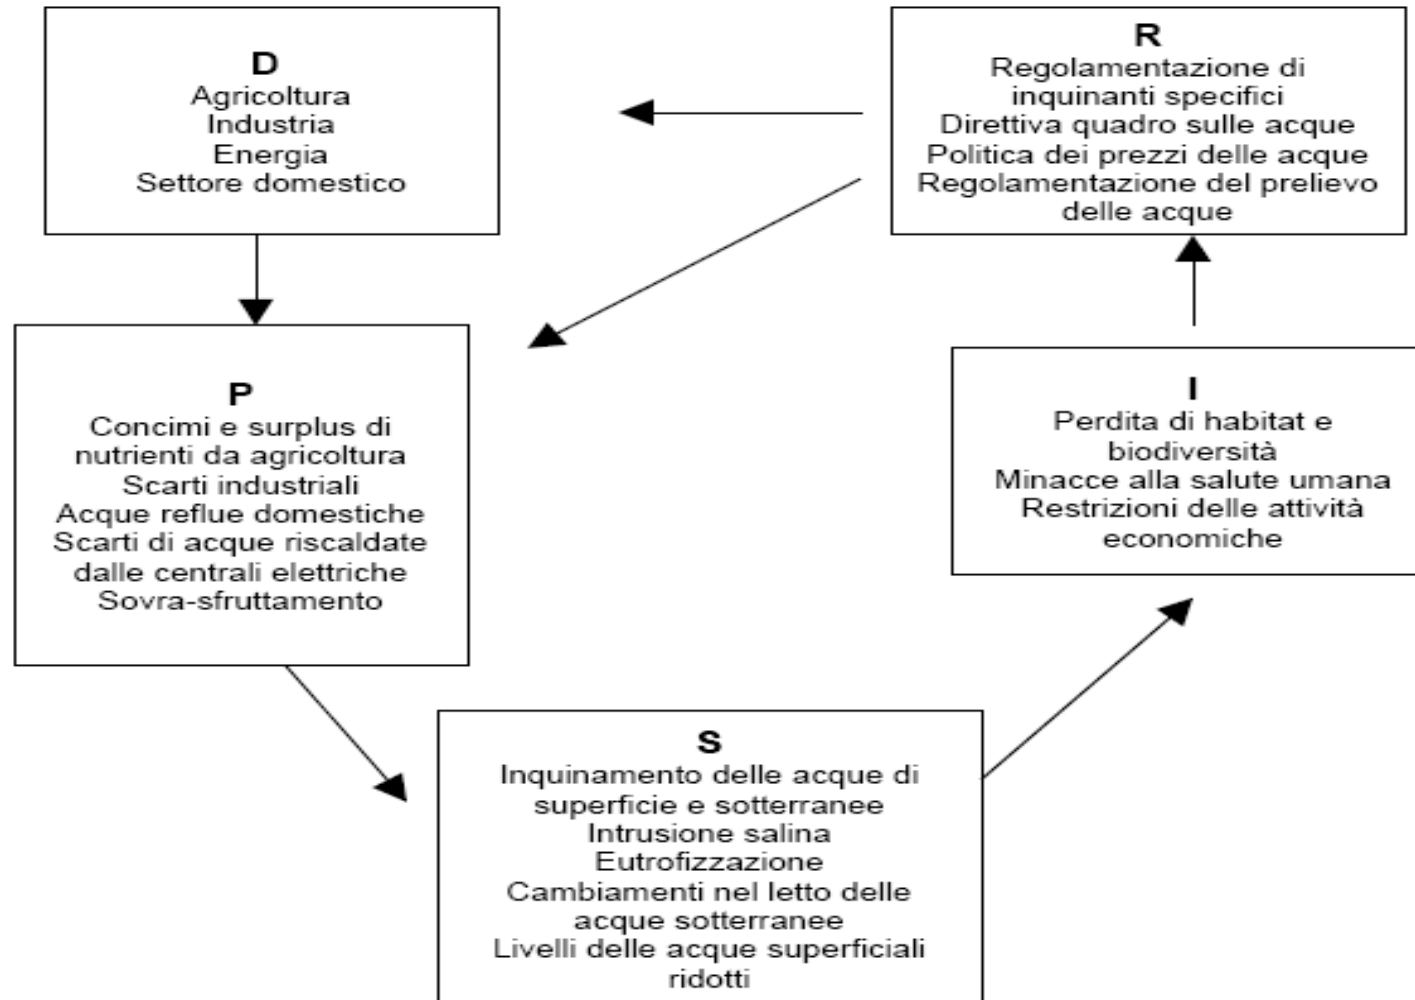 D
Agricoltura
Industria
Energia
Settore domestico
R
Regolamentazione di
inquinanti specifici
Direttiva quadro sulle acque
Politica dei prezzi delle acque
Regolamentazione del prelievo
delle acque
P
Concimi e surplus di
nutrienti da agricoltura
Scarti industriali
Acque reflue domestiche
Scarti di acque riscaldate
dalle centrali elettriche
Sovra-sfruttamento
I
Perdita di habitat e
biodiversità
Minacce alla salute umana
Restrizioni delle attività
economiche
S
Inquinamento delle acque di
superficie e sotterranee
Intrusione salina
Eutrofizzazione
Cambiamenti nel letto delle
acque sotterranee
Livelli delle acque superficiali
ridotti